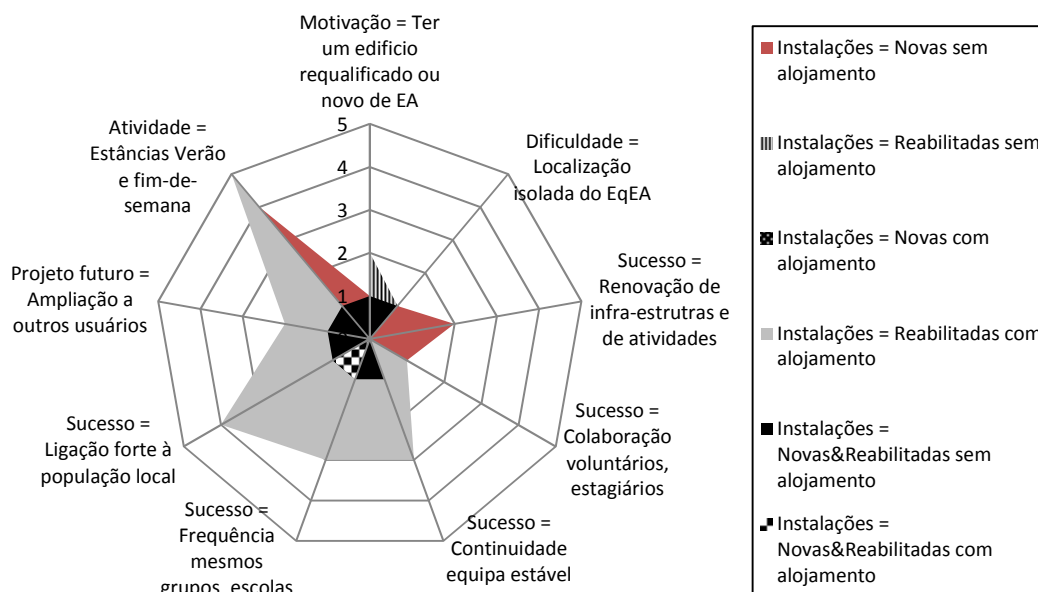 Motivação = Ter
um edificio
requalificado ou
novo de EA
Dificuldade =
Localização
isolada do EqEA
Sucesso =
Renovação de
infra-estrutras e
de atividades
Sucesso =
Colaboração
voluntários,
estagiários
Sucesso =
Continuidade
equipa estável
Sucesso =
Frequência
mesmos
grupos, escolas
Sucesso =
Ligação forte à
população local
Projeto futuro =
Ampliação a
outros usuários
Atividade =
Estâncias Verão
e fim-de-
semana
5
4
3
2
1
Instalações = Novas sem
alojamento
Instalações = Reabilitadas sem
alojamento
Instalações = Novas com
alojamento
Instalações = Reabilitadas com
alojamento
Instalações =
Novas&Reabilitadas sem
alojamento
Instalações =
Novas&Reabilitadas com
alojamento